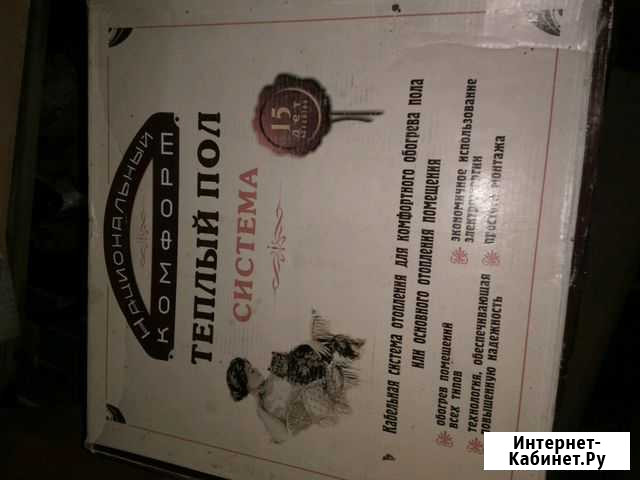 НАЦИОНАЛЬНЫЙ
КОМФОРТ
ТЕПЛЫЙ ПОЛ
СИСТЕМА
15
лет
Кабельная система отопления для комфортного обогрева пола
или основного отопления помещения
обогрев помещений
всех типов
технология, обеспечивающая
повышенную надежность
экономичное использование
электроэнергии
простота монтажа
Интернет-
Кабинет.Ру